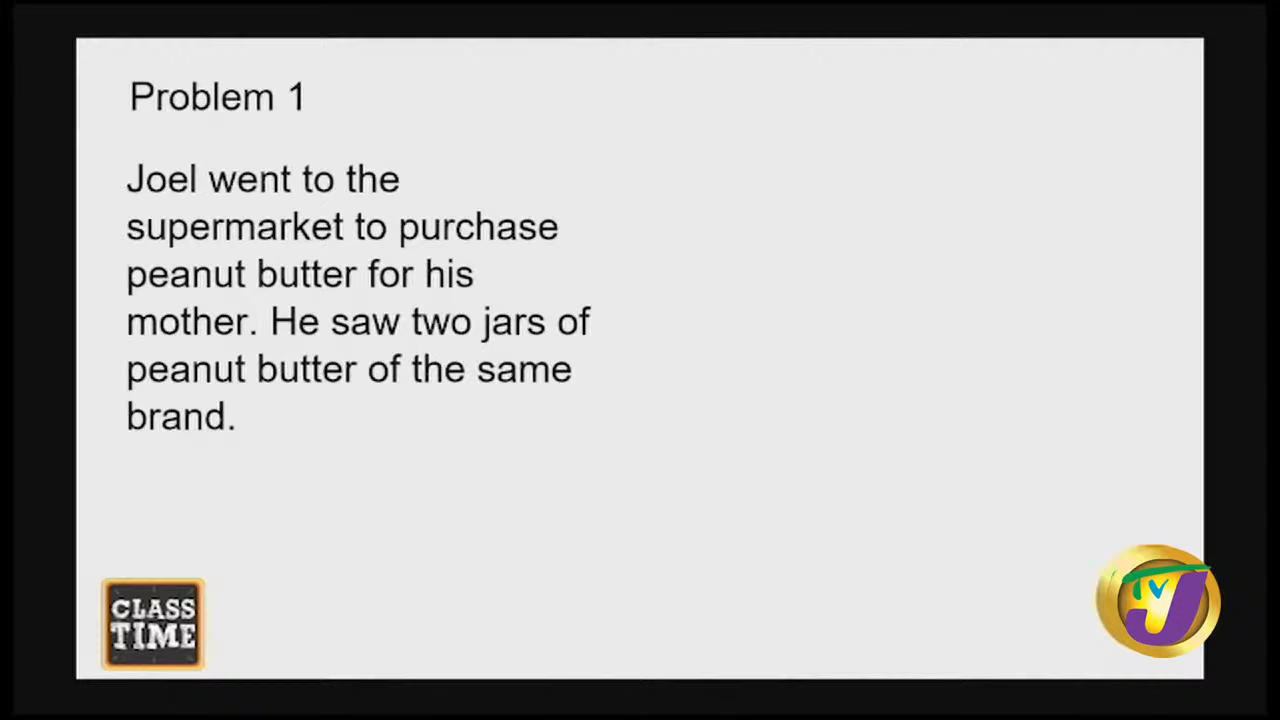 Problem 1
Joel went to the
supermarket to purchase
peanut butter for his
mother. He saw two jars of
peanut butter of the same
brand.
CLASS
TIME
TVJ